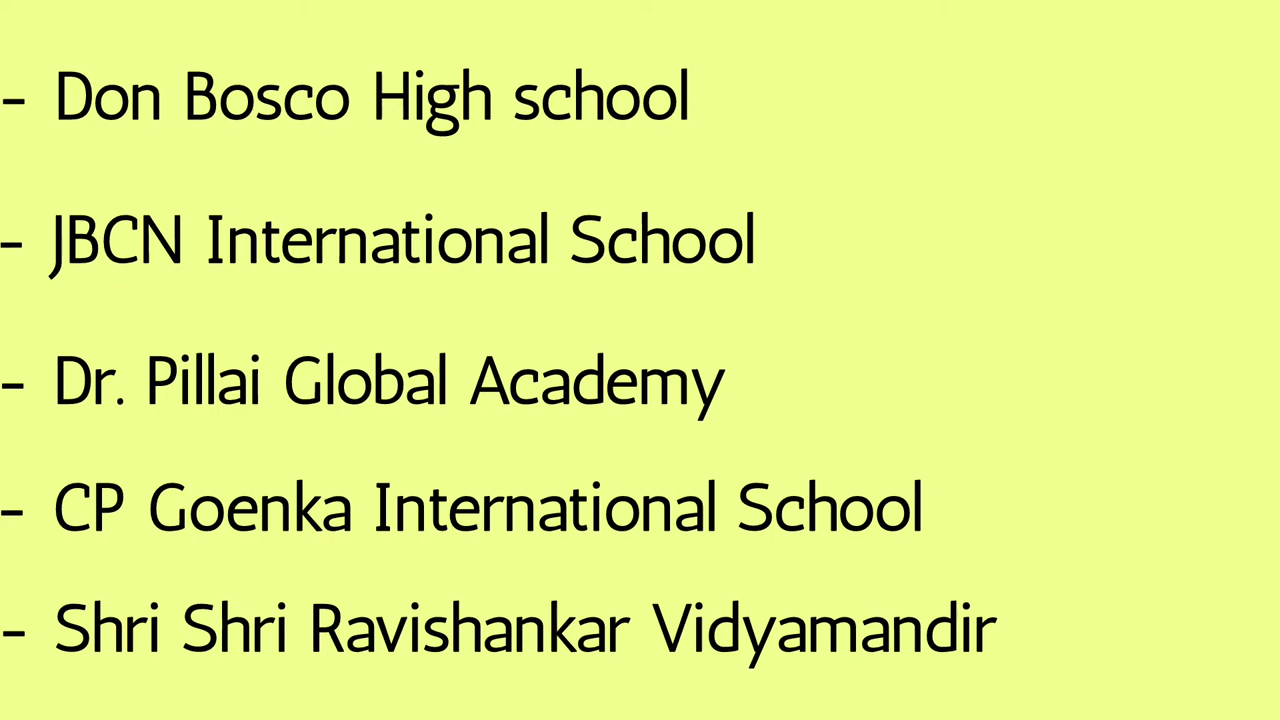 - Don Bosco High school
- JBCN International School
- Dr. Pillai Global Academy
- CP Goenka International School
- Shri Shri Ravishankar Vidyamandir